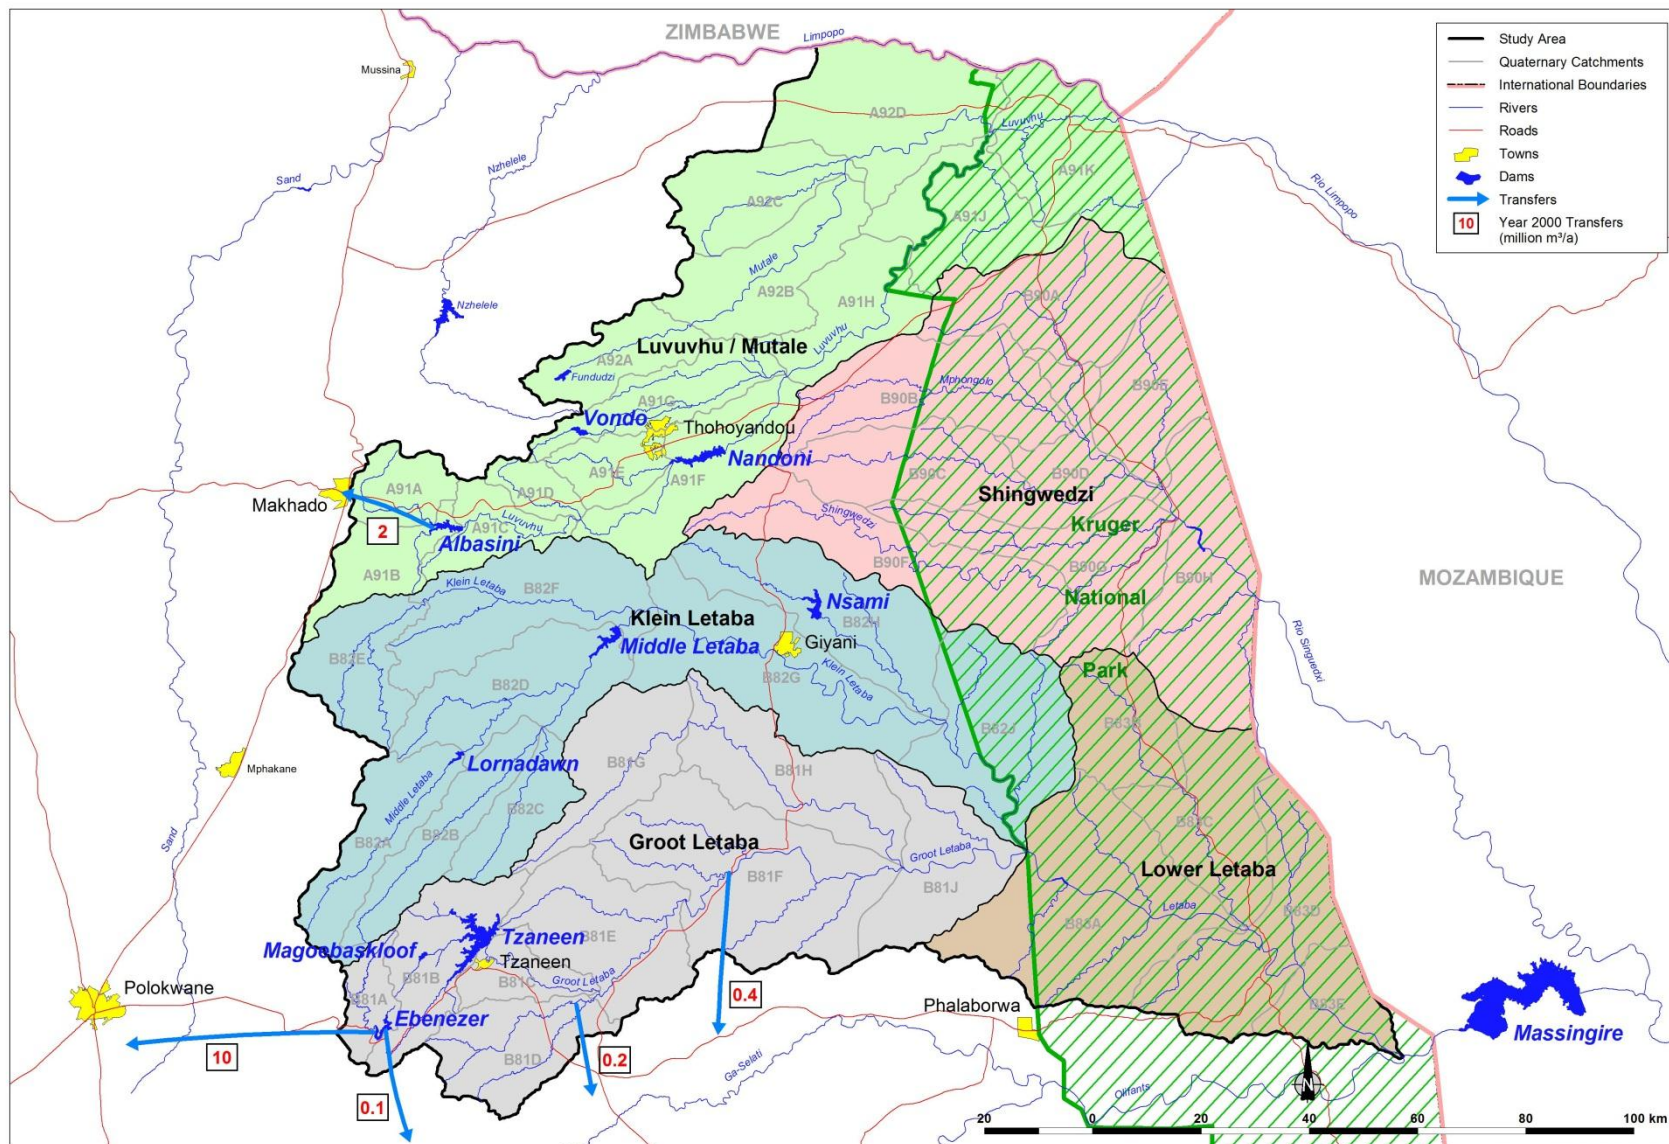 ZIMBABWE
Limpopo
Mussina
Study Area
Quaternary Catchments
International Boundaries
Rivers
Roads
Towns
Dams
Transfers
10
Year 2000 Transfers
(million m³/a)
A92D
Luvuvhu
Nzhelele
Sand
A91K
Rio Limpopo
A92C
A91J
Mutale
A92B
A91H
B90A
Nzhelele
Luvuvhu
Luvuvhu / Mutale
A92A
Fundudzi
Mphongolo
B90E
B90B
A91G
Vondo
Thohoyandou
Nandoni
A91E
A91F
B90C
B90D
A91A
A91D
Shingwedzi
Makhado
Luvuvhu
Shingwedzi
Kruger
2
A91C
Albasini
B90F
B90G
B90H
MOZAMBIQUE
A91B
Klein Letaba
B82F
National
Nsami
Klein Letaba
B82H
Middle Letaba
Giyani
Rio Singuedzi
B82E
Park
B82G
Klein Letaba
B82D
B82J
B83B
Lornadawn
B81G
B81H
Mphakane
Middle Letaba
B82C
B82B
B82A
Sand
B83C
Groot Letaba
Groot Letaba
Lower Letaba
B81F
B81J
Letaba
B83A
B83D
Tzaneen
B81E
Magoebaskloof
Tzaneen
B81B
B81C
Groot Letaba
Polokwane
B81A
0.4
Phalaborwa
B83E
Ebenezer
Massingire
10
B81D
0.2
Ga-Selati
Olifants
N
0.1
20
0
20
40
60
80
100 km